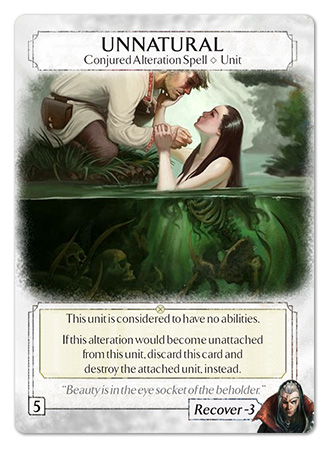 UNNATURAL
Conjured Alteration Spell ◇ Unit
This unit is considered to have no abilities.
If this alteration would become unattached
from this unit, discard this card and
destroy the attached unit, instead.
“Beauty is in the eye socket of the beholder.”
5
Recover -3